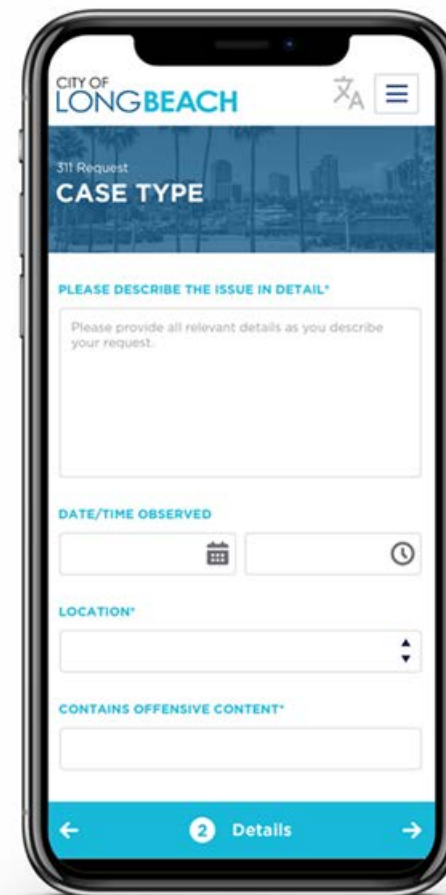 CITY OF
LONGBEACH
311 Request
CASE TYPE
PLEASE DESCRIBE THE ISSUE IN DETAIL*
Please provide all relevant details as you describe
your request.
DATE/TIME OBSERVED
LOCATION*
CONTAINS OFFENSIVE CONTENT*
2 Details